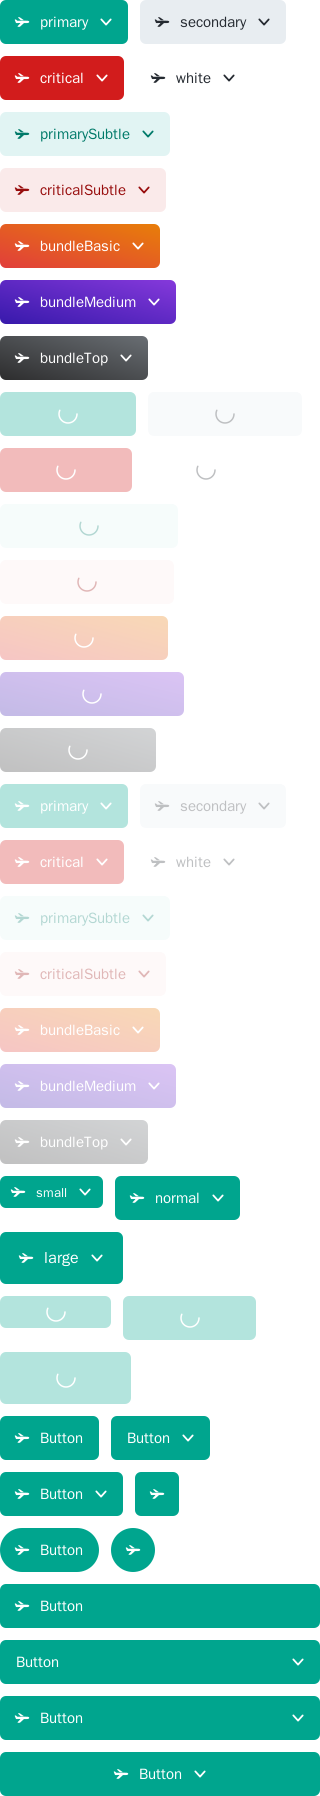 primary secondary
critical white
primarySubtle
criticalSubtle
bundleBasic
bundleMedium
bundleTop
primary secondary
critical white
primarySubtle
criticalSubtle
bundleBasic
bundleMedium
bundleTop
small normal
large
Button Button
Button
Button
Button
Button
Button
Button